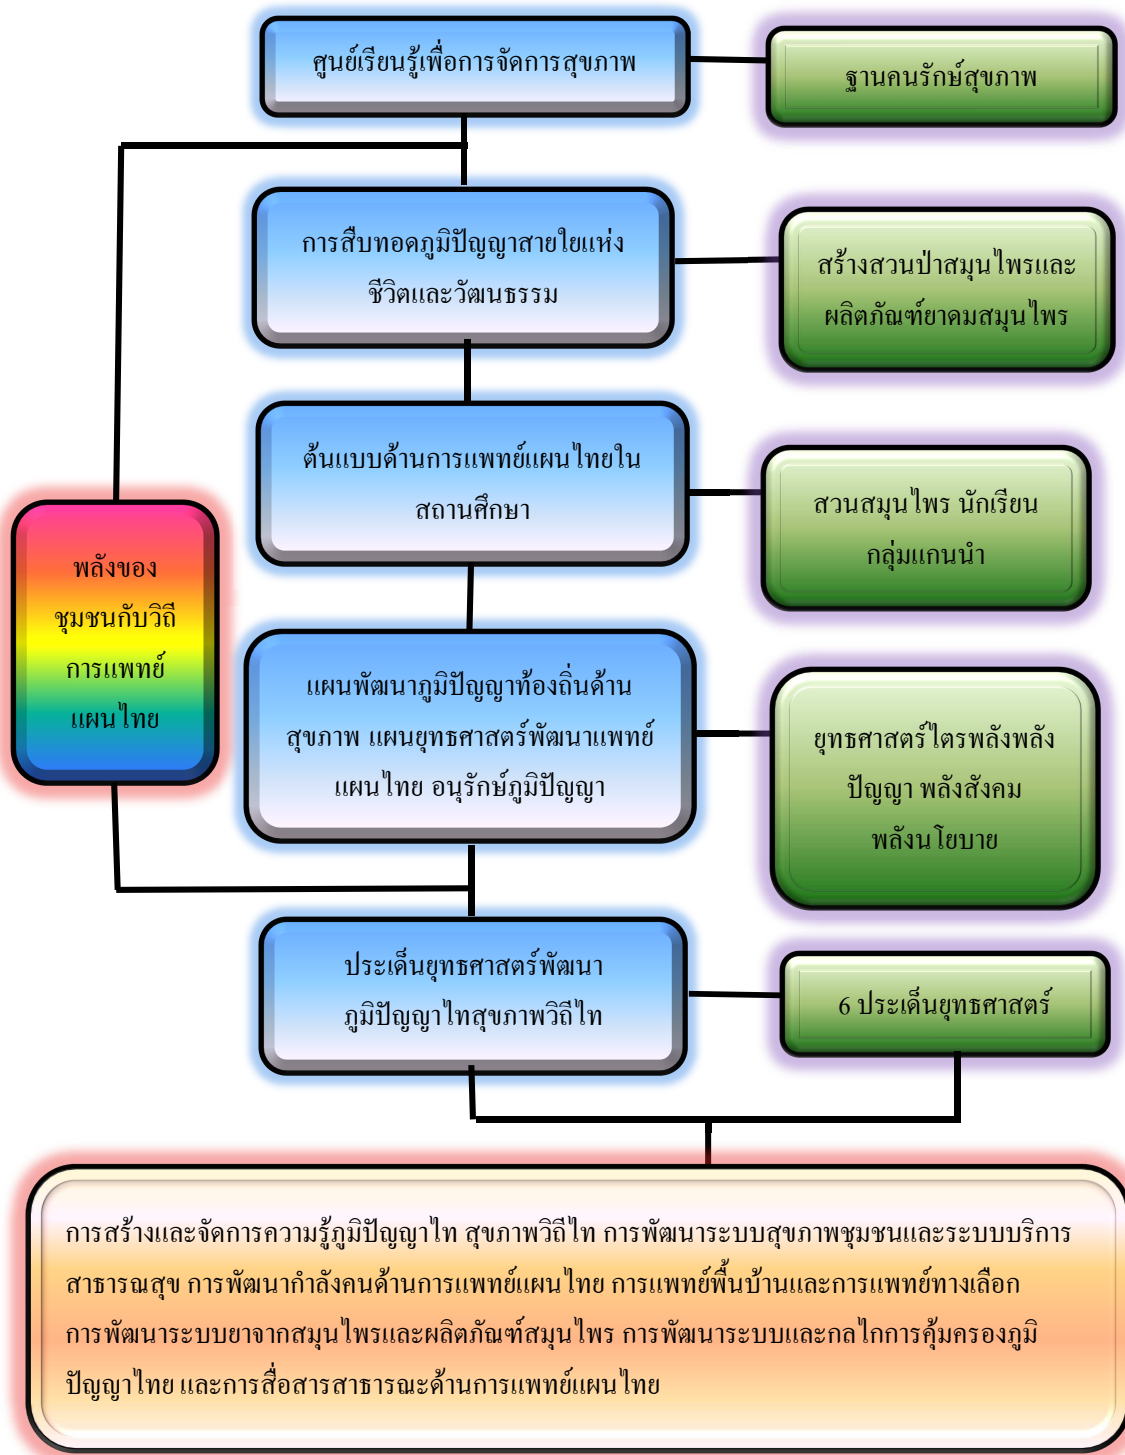 ศูนย์เรียนรู้เพื่อการจัดการสุขภาพ
ฐานคนรักษ์สุขภาพ
การสืบทอดภูมิปัญญาสายใยแห่ง
ชีวิตและวัฒนธรรม
สร้างสวนป่าสมุนไพรและ
ผลิตภัณฑ์ยาดมสมุนไพร
ต้นแบบด้านการแพทย์แผนไทยใน
สถานศึกษา
สวนสมุนไพร นักเรียน
กลุ่มแกนนำ
พลังของ
ชุมชนกับวิถี
การแพทย์
แผนไทย
แผนพัฒนาภูมิปัญญาท้องถิ่นด้าน
สุขภาพ แผนยุทธศาสตร์พัฒนาแพทย์
แผนไทย อนุรักษ์ภูมิปัญญา
ยุทธศาสตร์ไตรพลังพลัง
ปัญญา พลังสังคม
พลังนโยบาย
ประเด็นยุทธศาสตร์พัฒนา
ภูมิปัญญาไทสุขภาพวิถีไท
6 ประเด็นยุทธศาสตร์
การสร้างและจัดการความรู้ภูมิปัญญาไท สุขภาพวิถีไท การพัฒนาระบบสุขภาพชุมชนและระบบบริการ
สาธารณสุข การพัฒนากำลังคนด้านการแพทย์แผนไทย การแพทย์พื้นบ้านและการแพทย์ทางเลือก
การพัฒนาระบบยาจากสมุนไพรและผลิตภัณฑ์สมุนไพร การพัฒนาระบบและกลไกการคุ้มครองภูมิ
ปัญญาไทย และการสื่อสารสาธารณะด้านการแพทย์แผนไทย